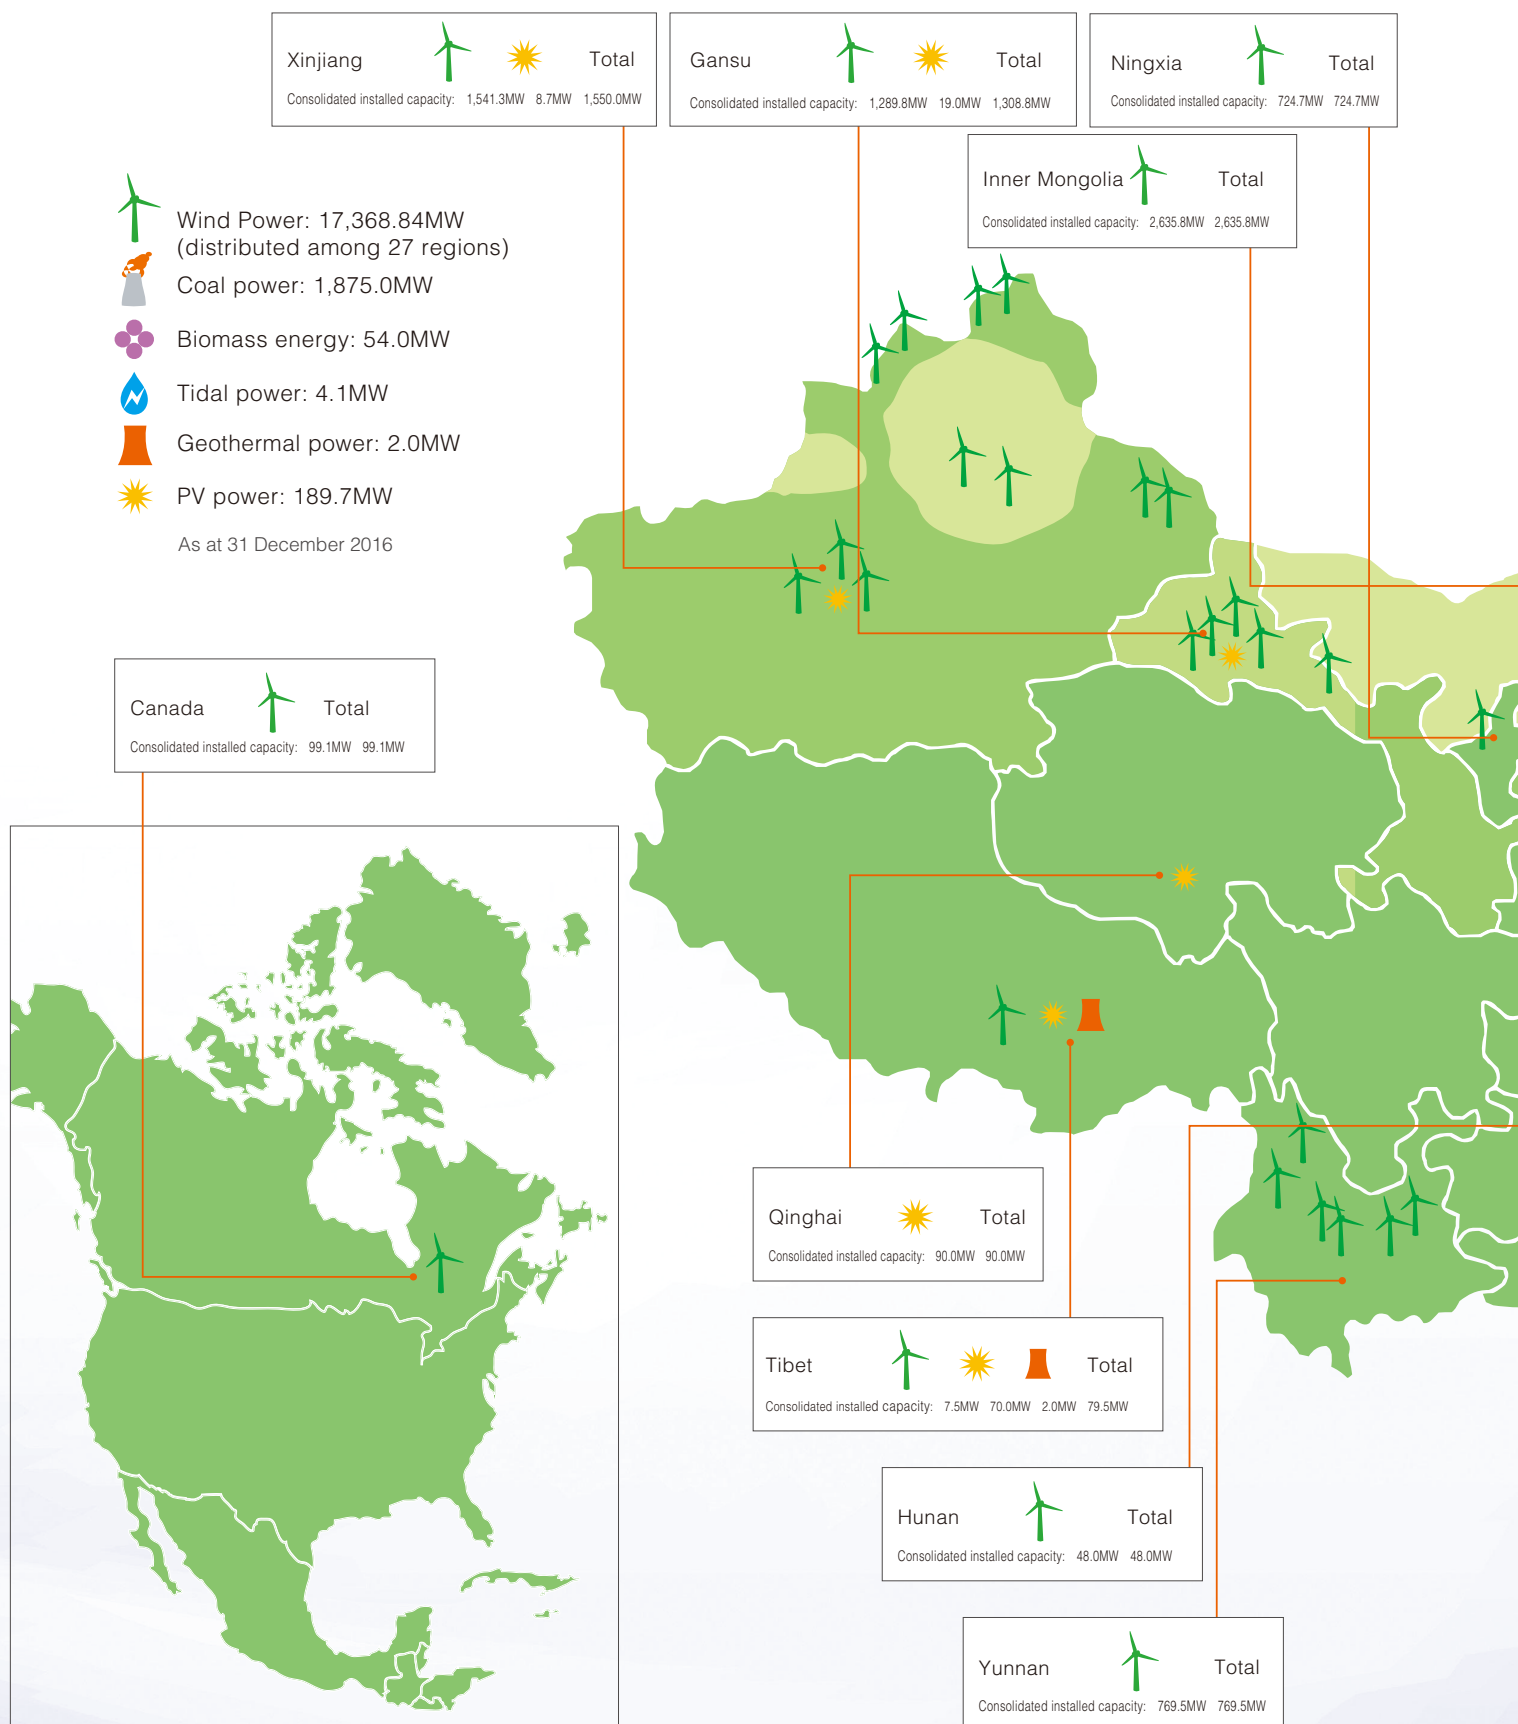 Xinjiang Total
Consolidated installed capacity: 1,541.3MW 8.7MW 1,550.0MW
Gansu Total
Consolidated installed capacity: 1,289.8MW 19.0MW 1,308.8MW
Ningxia Total
Consolidated installed capacity: 724.7MW 724.7MW
Inner Mongolia Total
Consolidated installed capacity: 2,635.8MW 2,635.8MW
Wind Power: 17,368.84MW
(distributed among 27 regions)
Coal power: 1,875.0MW
Biomass energy: 54.0MW
Tidal power: 4.1MW
Geothermal power: 2.0MW
PV power: 189.7MW
As at 31 December 2016
Canada Total
Consolidated installed capacity: 99.1MW 99.1MW
Qinghai Total
Consolidated installed capacity: 90.0MW 90.0MW
Tibet Total
Consolidated installed capacity: 7.5MW 70.0MW 2.0MW 79.5MW
Hunan Total
Consolidated installed capacity: 48.0MW 48.0MW
Yunnan Total
Consolidated installed capacity: 769.5MW 769.5MW